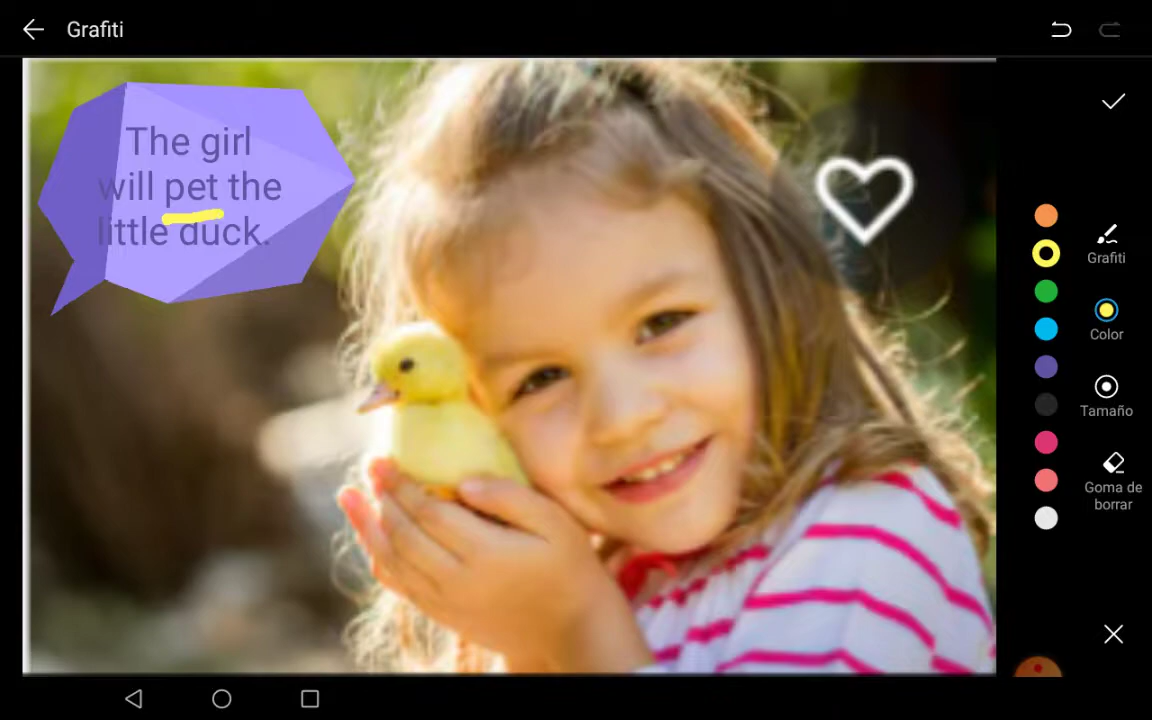 Grafiti
The girl
will pet the
little duck.
Grafiti
Color
Tamaño
Goma de
borrar